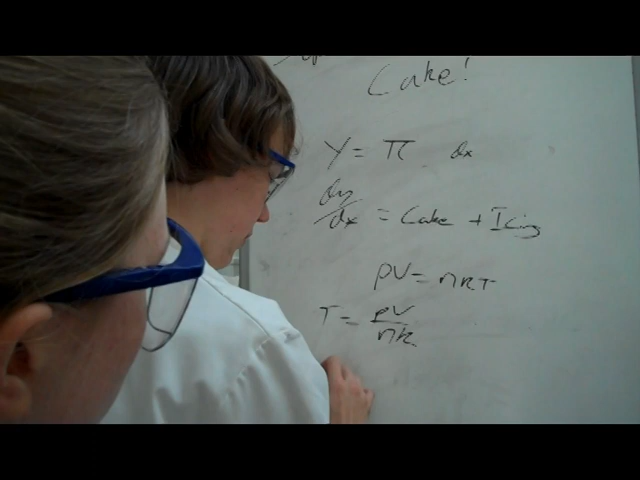 Cake!
Y = π dx
dy/dx = Cake + Icing
PV = nRT
T = PV/nR